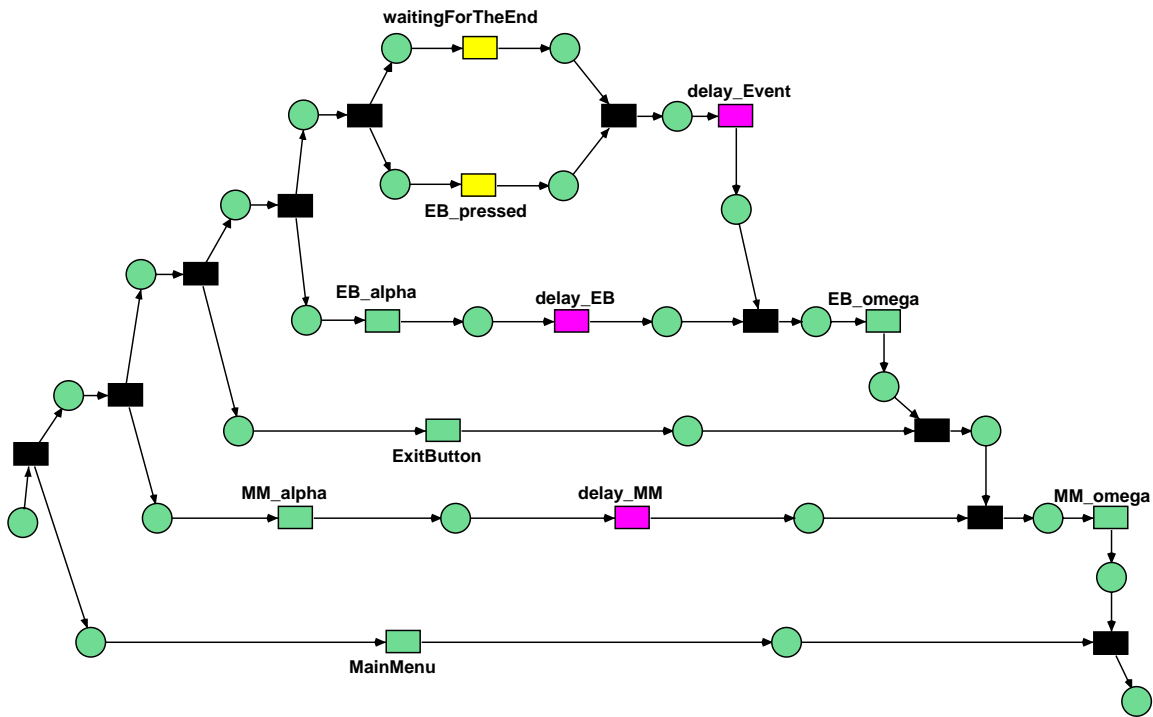 waitingForTheEnd
delay_Event
EB_pressed
EB_alpha
delay_EB
EB_omega
ExitButton
MM_alpha
delay_MM
MM_omega
MainMenu